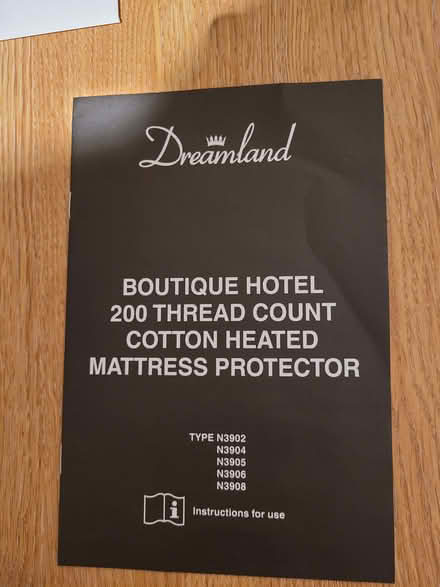 Dreamland
BOUTIQUE HOTEL
200 THREAD COUNT
COTTON HEATED
MATTRESS PROTECTOR
TYPE N3902
N3904
N3905
N3906
N3908
i Instructions for use